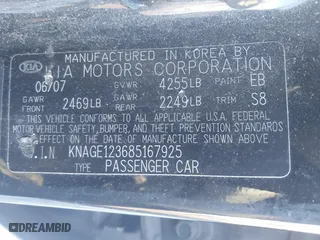 MANUFACTURED IN KOREA BY
KIA KIA MOTORS CORPORATION
06/07 GVWR 4255LB PAINT EB
GAWR FRONT 2469LB GAWR REAR 2249LB TRIM S8
THIS VEHICLE CONFORMS TO ALL APPLICABLE U.S.A. FEDERAL
MOTOR VEHICLE SAFETY, BUMPER, AND THEFT PREVENTION STANDARDS
IN EFFECT ON THE DATE OF MANUFACTURE SHOWN ABOVE.
V.I.N KNAGE123685167925
TYPE PASSENGER CAR
DREAMBID